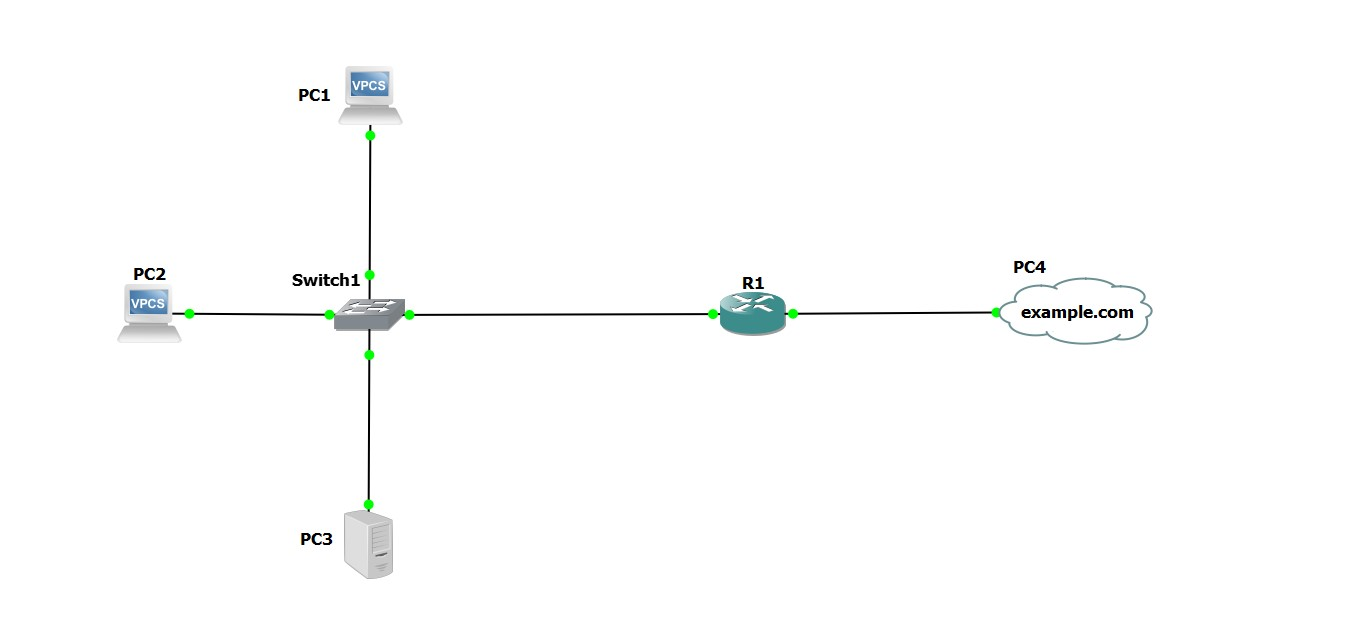 PC1
VPCS
PC2
VPCS
Switch1
R1
PC4
example.com
PC3